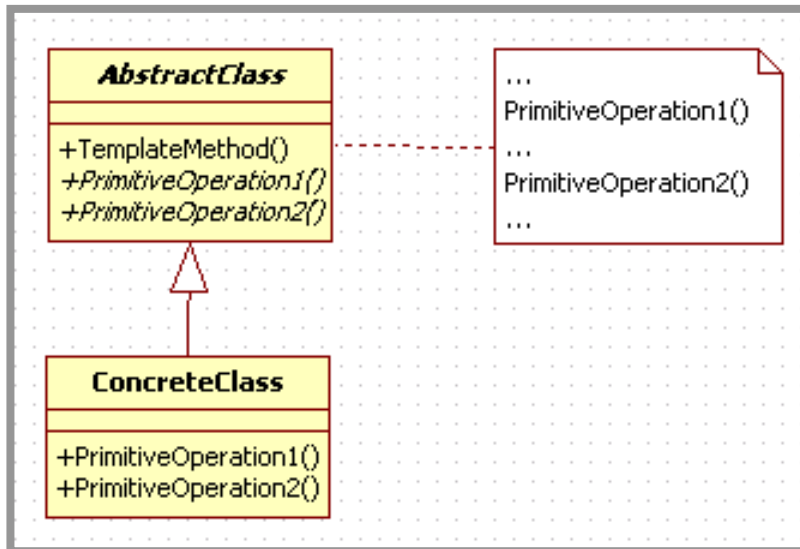 AbstractClass
+TemplateMethod()
+PrimitiveOperation1()
+PrimitiveOperation2()
...
PrimitiveOperation1()
...
PrimitiveOperation2()
...
ConcreteClass
+PrimitiveOperation1()
+PrimitiveOperation2()